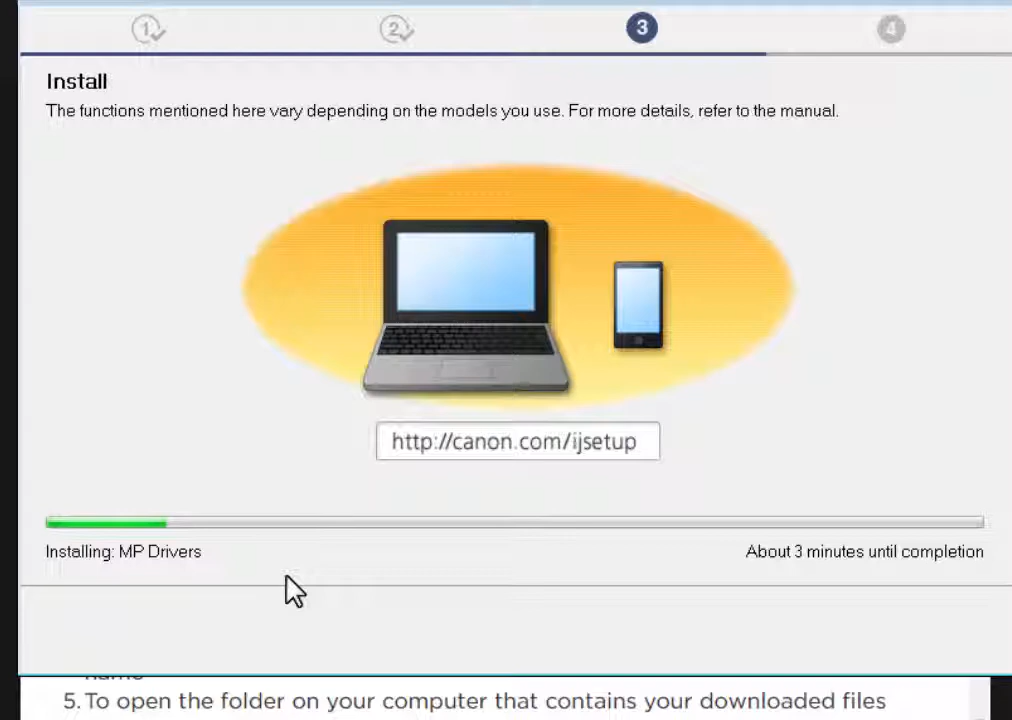 1 2 3 4
Install
The functions mentioned here vary depending on the models you use. For more details, refer to the manual.
http://canon.com/ijsetup
Installing: MP Drivers About 3 minutes until completion
name
5. To open the folder on your computer that contains your downloaded files